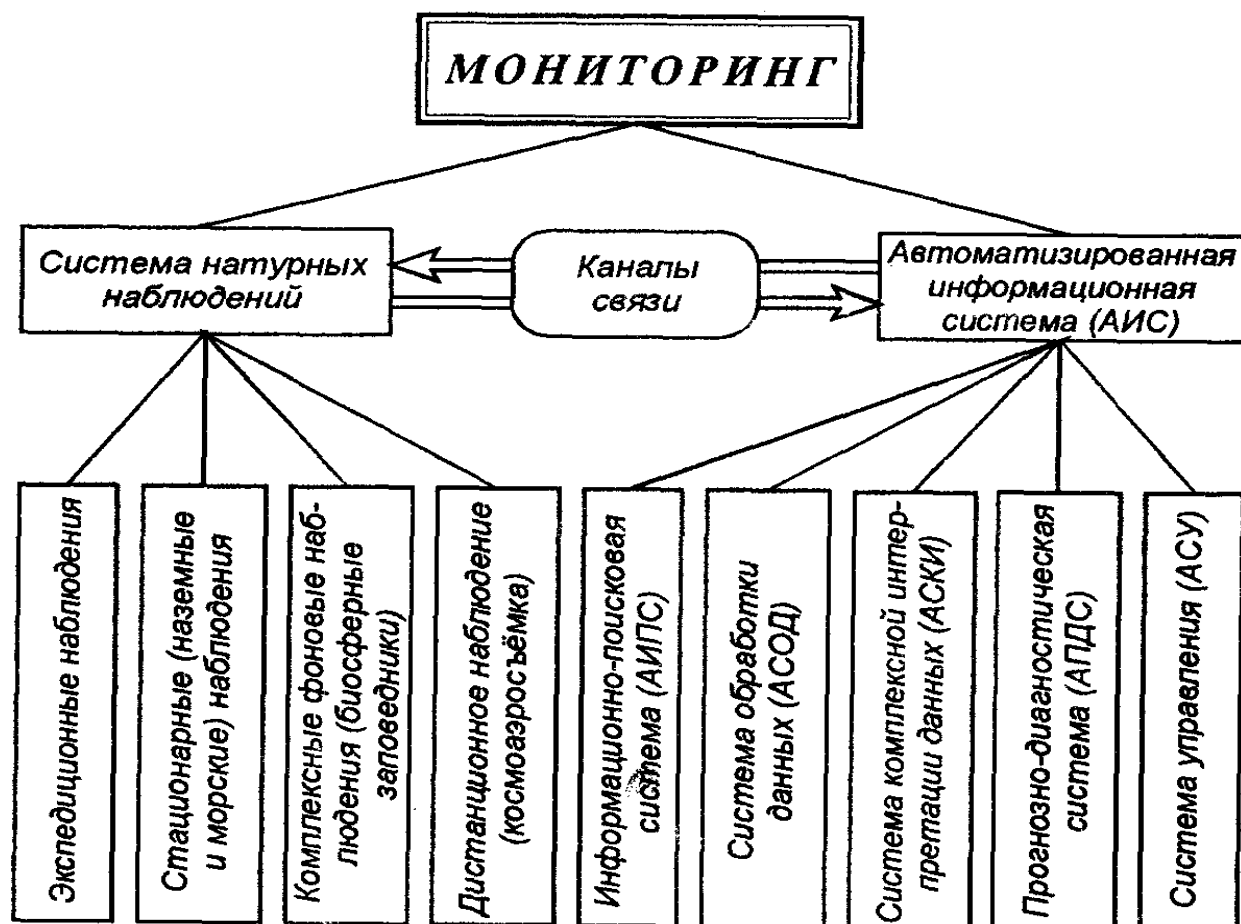 МОНИТОРИНГ
Система натурных
наблюдений
Каналы
связи
Автоматизированная
информационная
система (АИС)
Экспедиционные наблюдения
Стационарные (наземные
и морские) наблюдения
Комплексные фоновые наб-
людения (биосферные
заповедники)
Дистанционное наблюдение
(космоаэросъёмка)
Информационно-поисковая
система (АИПС)
Система обработки
данных (АСОД)
Система комплексной интер-
претации данных (АСКИ)
Прогнозно-диагностическая
система (АПДС)
Система управления (АСУ)